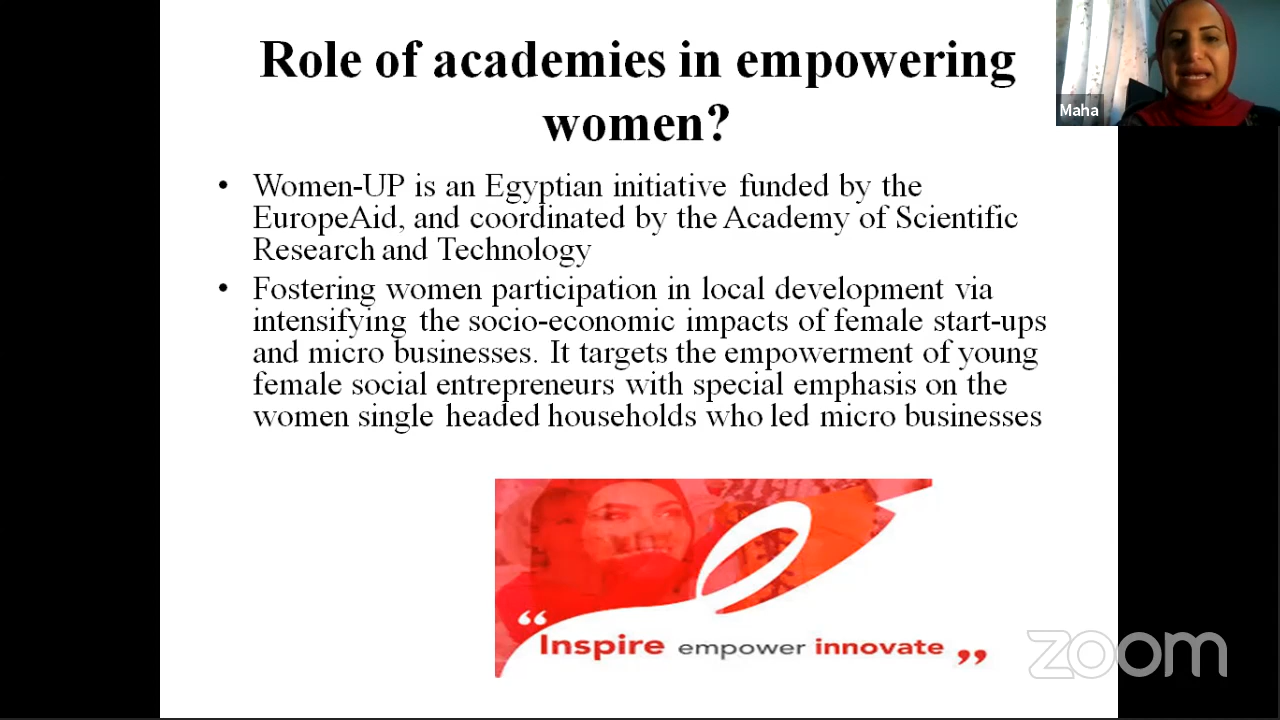 Role of academies in empowering
women?
Maha
• Women-UP is an Egyptian initiative funded by the
EuropeAid, and coordinated by the Academy of Scientific
Research and Technology
• Fostering women participation in local development via
intensifying the socio-economic impacts of female start-ups
and micro businesses. It targets the empowerment of young
female social entrepreneurs with special emphasis on the
women single headed households who led micro businesses
“ Inspire empower innovate ”
zoom